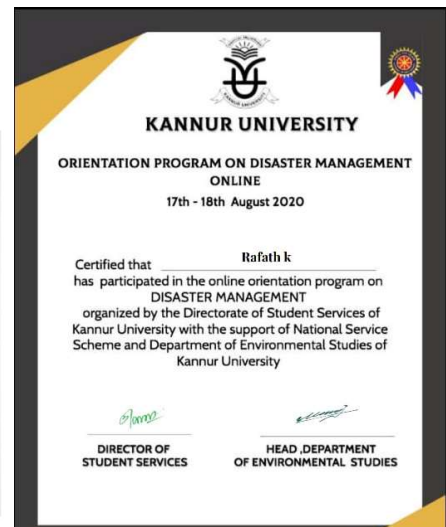 KANNUR UNIVERSITY
ORIENTATION PROGRAM ON DISASTER MANAGEMENT
ONLINE
17th - 18th August 2020
Certified that Rafath k
has participated in the online orientation program on
DISASTER MANAGEMENT
organized by the Directorate of Student Services of
Kannur University with the support of National Service
Scheme and Department of Environmental Studies of
Kannur University
DIRECTOR OF
STUDENT SERVICES
HEAD ,DEPARTMENT
OF ENVIRONMENTAL STUDIES